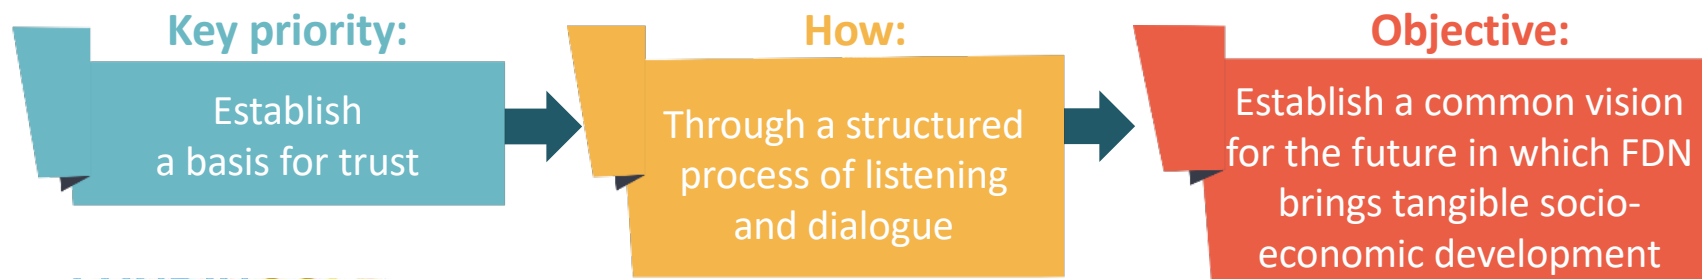 Key priority:
Establish
a basis for trust
How:
Through a structured
process of listening
and dialogue
Objective:
Establish a common vision
for the future in which FDN
brings tangible socio-
economic development